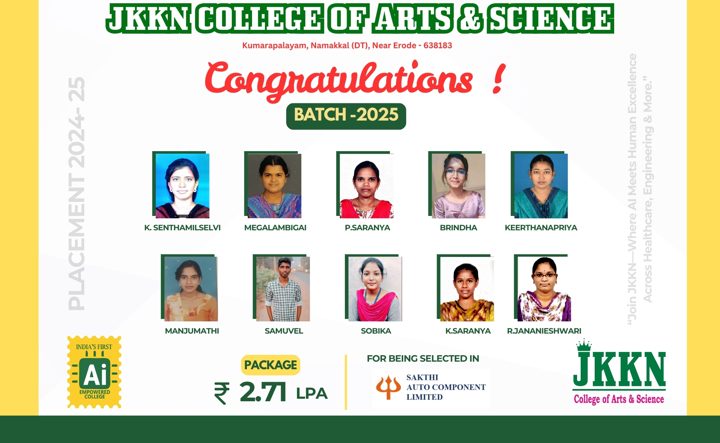 JKKN COLLEGE OF ARTS & SCIENCE
Kumarapalayam, Namakkal (DT), Near Erode - 638183
Congratulations !
BATCH -2025
PLACEMENT 2024- 25
"Join JKKN—Where AI Meets Human Excellence
Across Healthcare, Engineering & More."
K. SENTHAMILSELVI
MEGALAMBIGAI
P.SARANYA
BRINDHA
KEERTHANAPRIYA
MANJUMATHI
SAMUVEL
SOBIKA
K.SARANYA
R.JANANIESHWARI
INDIA'S FIRST
Ai
EMPOWERED
COLLEGE
PACKAGE
₹ 2.71 LPA
FOR BEING SELECTED IN
SAKTHI
AUTO COMPONENT
LIMITED
JKKN
College of Arts & Science